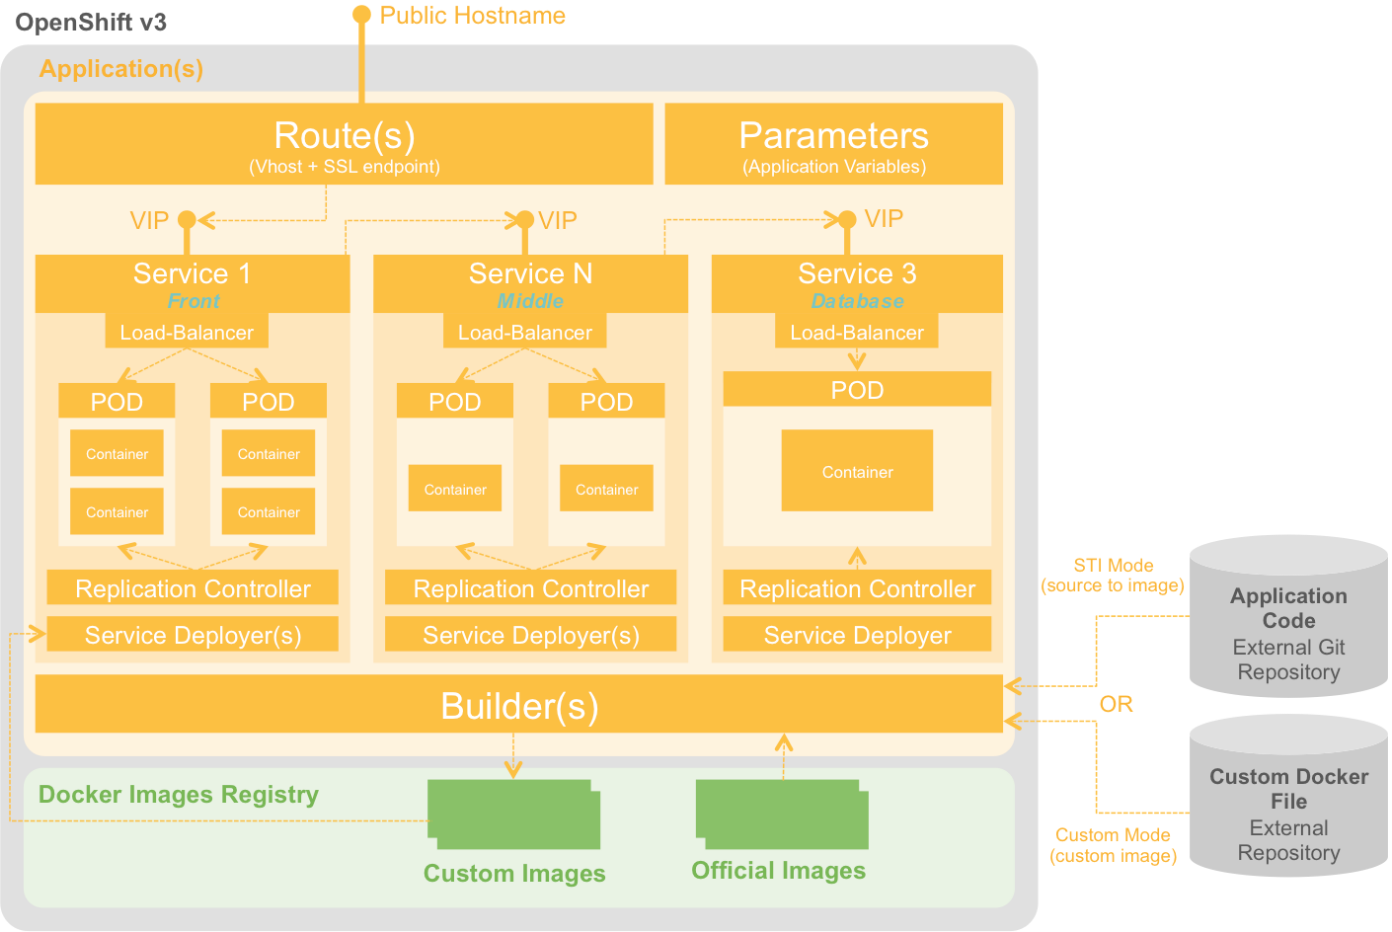 OpenShift v3
Public Hostname
Application(s)
Route(s)
(Vhost + SSL endpoint)
Parameters
(Application Variables)
VIP
VIP
VIP
Service 1
Front
Load-Balancer
Service N
Middle
Load-Balancer
Service 3
Database
Load-Balancer
POD
POD
POD
POD
POD
Container
Container
Container
Container
Container
Container
Container
Replication Controller
Replication Controller
Replication Controller
Service Deployer(s)
Service Deployer(s)
Service Deployer
Builder(s)
STI Mode
(source to image)
Application
Code
External Git
Repository
OR
Custom Docker
File
External
Repository
Custom Mode
(custom image)
Docker Images Registry
Custom Images
Official Images